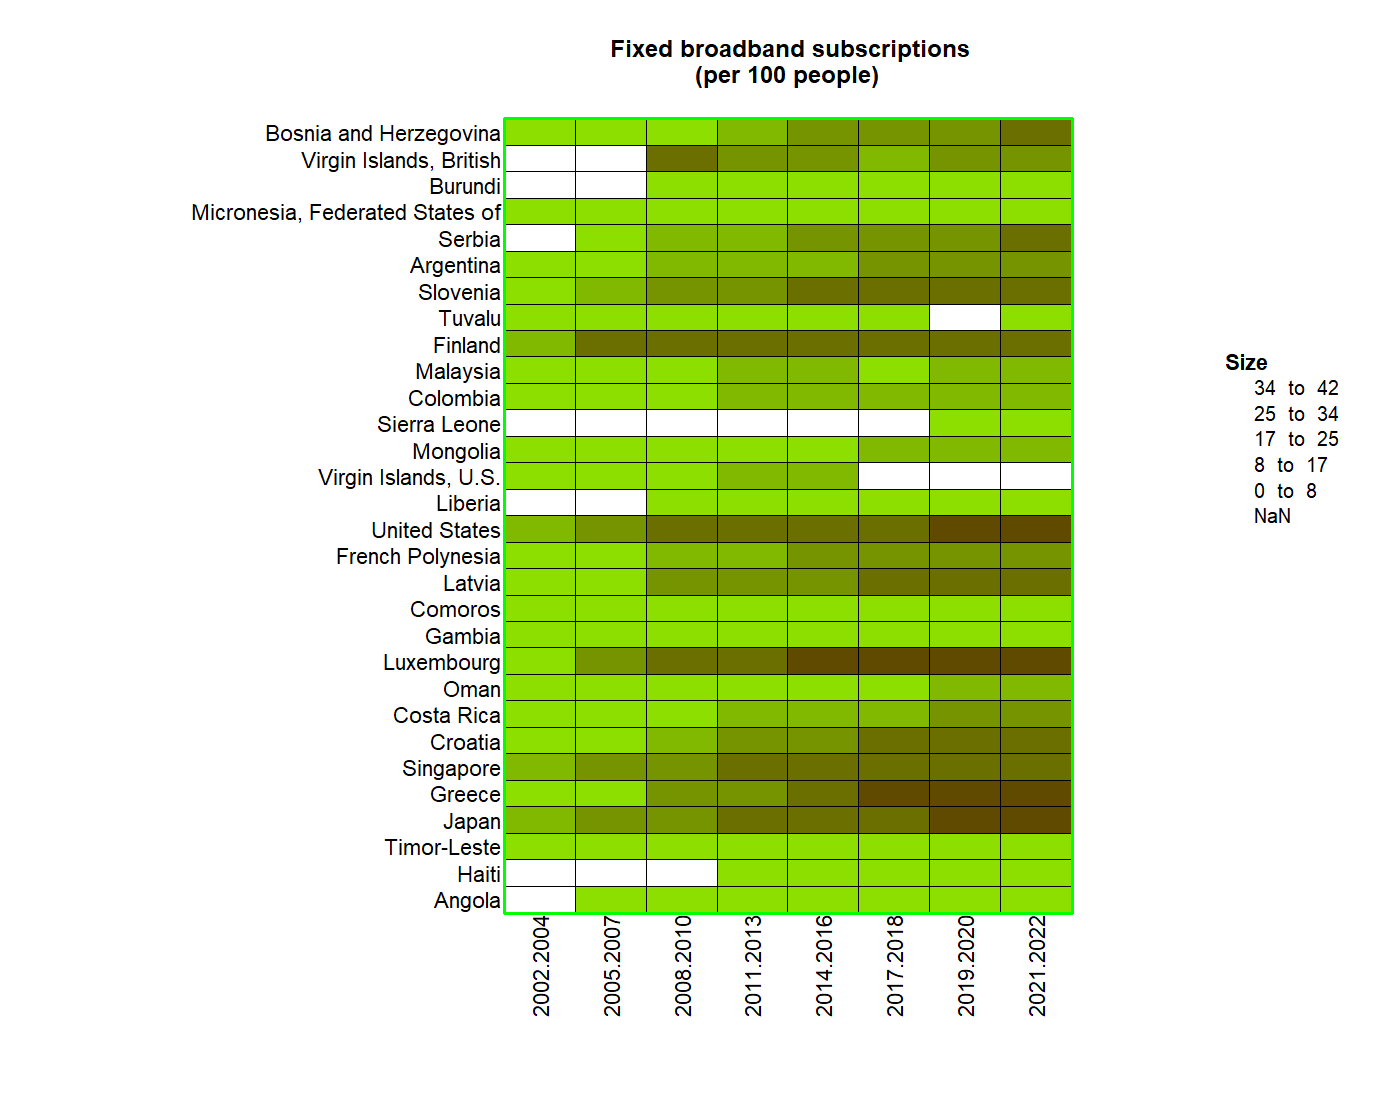 Fixed broadband subscriptions
(per 100 people)
Bosnia and Herzegovina
Virgin Islands, British
Burundi
Micronesia, Federated States of
Serbia
Argentina
Slovenia
Tuvalu
Finland
Malaysia
Colombia
Sierra Leone
Mongolia
Virgin Islands, U.S.
Liberia
United States
French Polynesia
Latvia
Comoros
Gambia
Luxembourg
Oman
Costa Rica
Croatia
Singapore
Greece
Japan
Timor-Leste
Haiti
Angola
2002.2004
2005.2007
2008.2010
2011.2013
2014.2016
2017.2018
2019.2020
2021.2022
Size
34 to 42
25 to 34
17 to 25
8 to 17
0 to 8
NaN